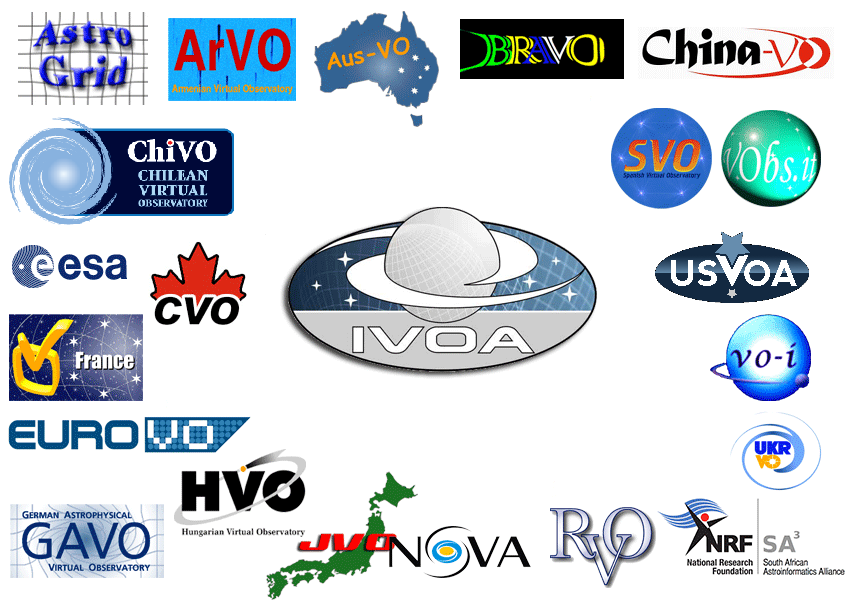 Astro
Grid
ArVO
Armenian Virtual Observatory
Aus-VO
BRAVO
China-VO
ChiVO
CHILEAN
VIRTUAL
OBSERVATORY
SVO
Spanish Virtual Observatory
VObs.it
esa
CVO
IVOA
USVOA
VO
France
vo-i
EURO VO
UKR
VO
HVO
Hungarian Virtual Observatory
GERMAN ASTROPHYSICAL
GAVO
VIRTUAL OBSERVATORY
JVO
NOVA
RVO
NRF
National Research
Foundation
SA3
South African
Astroinformatics Alliance